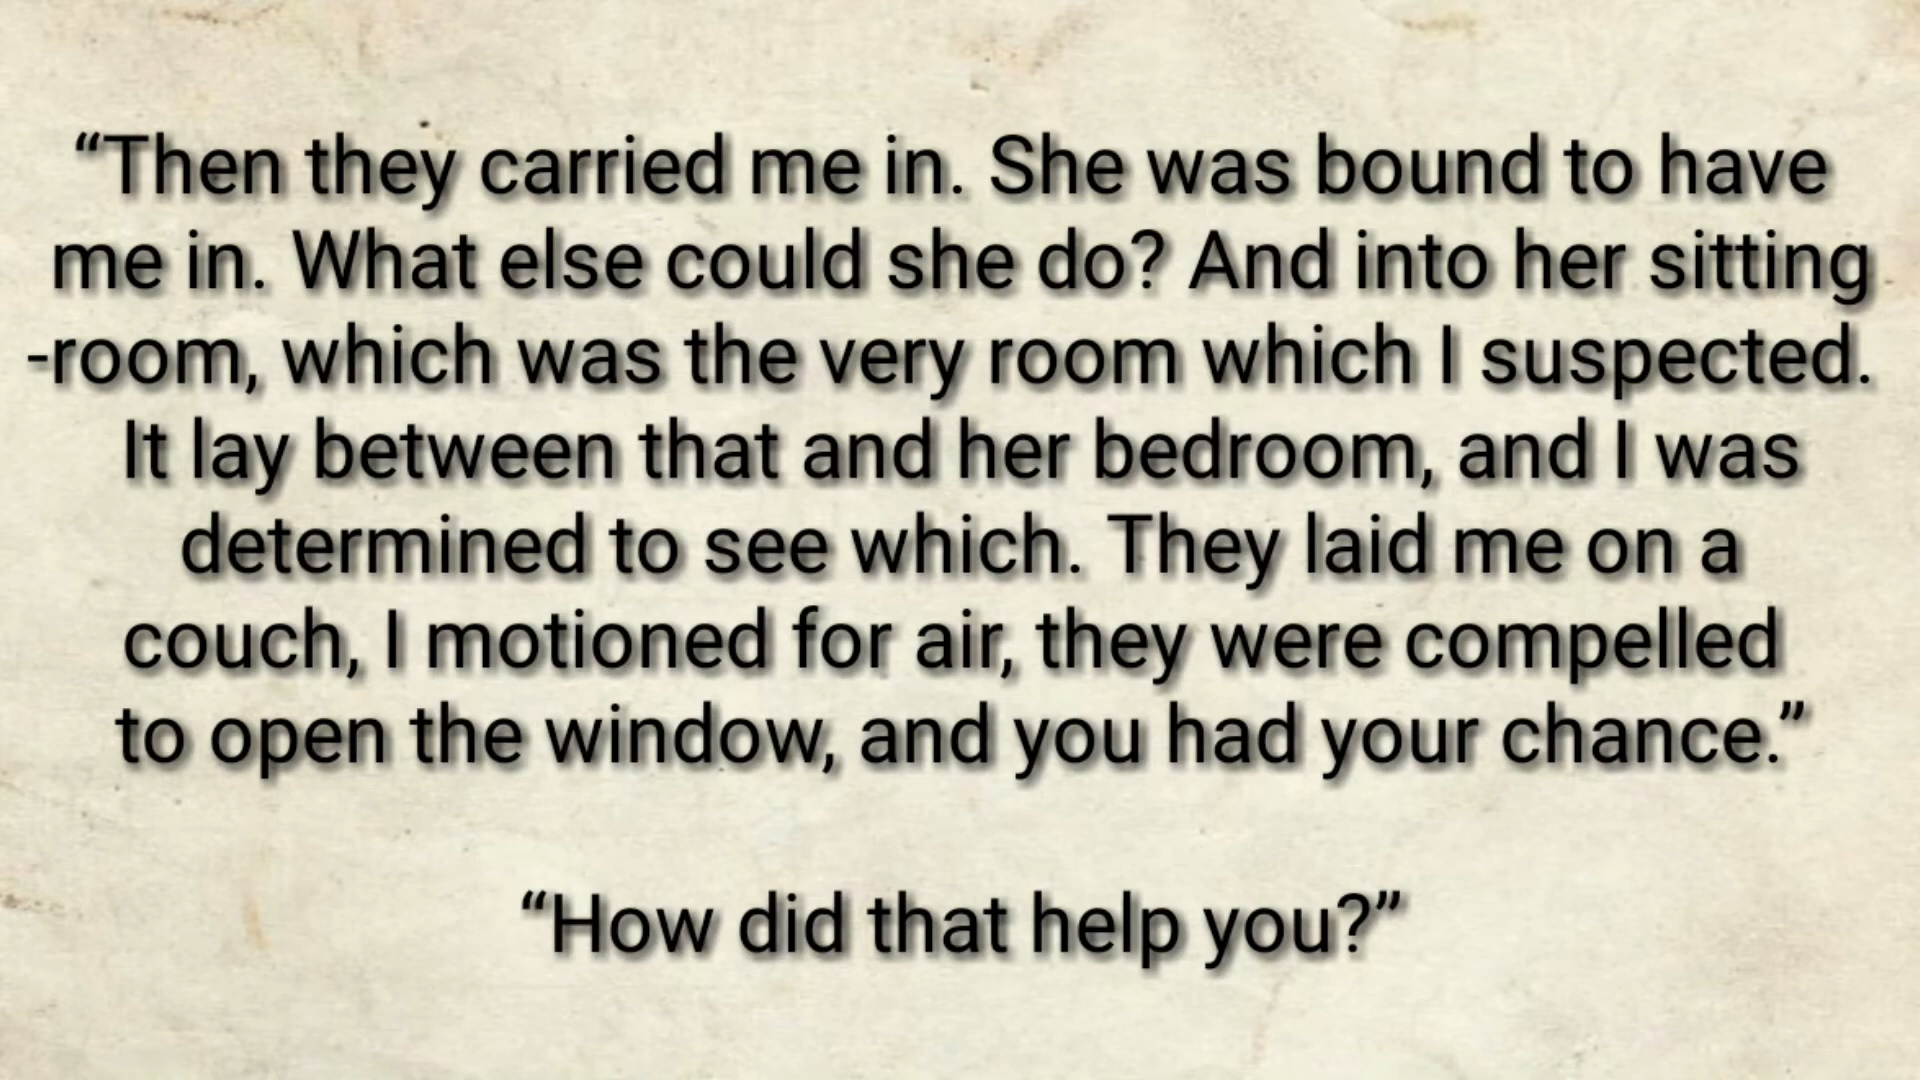 “Then they carried me in. She was bound to have
me in. What else could she do? And into her sitting
-room, which was the very room which I suspected.
It lay between that and her bedroom, and I was
determined to see which. They laid me on a
couch, I motioned for air, they were compelled
to open the window, and you had your chance.”
“How did that help you?”